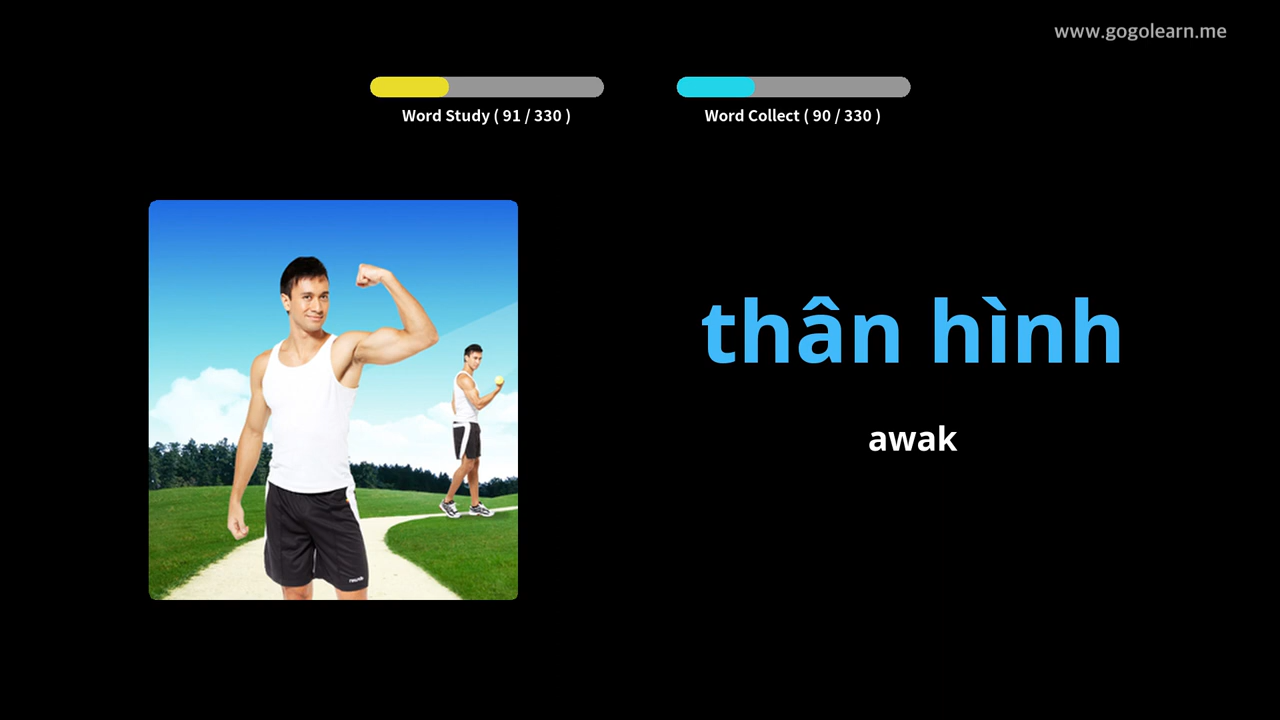 www.gogolearn.me
Word Study ( 91 / 330 )
Word Collect ( 90 / 330 )
thân hình
awak